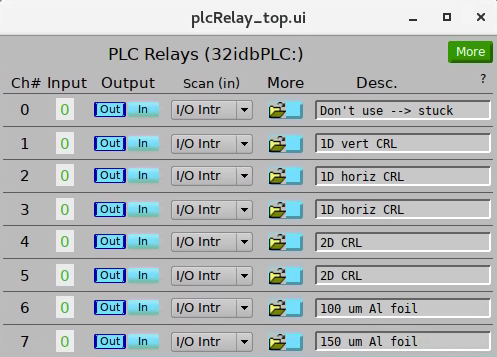 plcRelay_top.ui
PLC Relays (32idbPLC:) More
Ch# Input Output Scan (in) More Desc. ?
0 0 Out In I/O Intr Don't use --> stuck
1 0 Out In I/O Intr 1D vert CRL
2 0 Out In I/O Intr 1D horiz CRL
3 0 Out In I/O Intr 1D horiz CRL
4 0 Out In I/O Intr 2D CRL
5 0 Out In I/O Intr 2D CRL
6 0 Out In I/O Intr 100 um Al foil
7 0 Out In I/O Intr 150 um Al foil